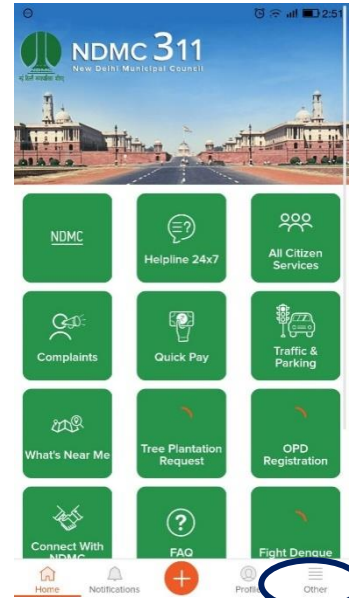 2:51
NDMC 311
New Delhi Municipal Council
NDMC
Helpline 24x7
All Citizen
Services
Complaints
Quick Pay
Traffic &
Parking
What's Near Me
Tree Plantation
Request
OPD
Registration
Connect With
NDMC
FAQ
Fight Dengue
Home
Notifications
Other